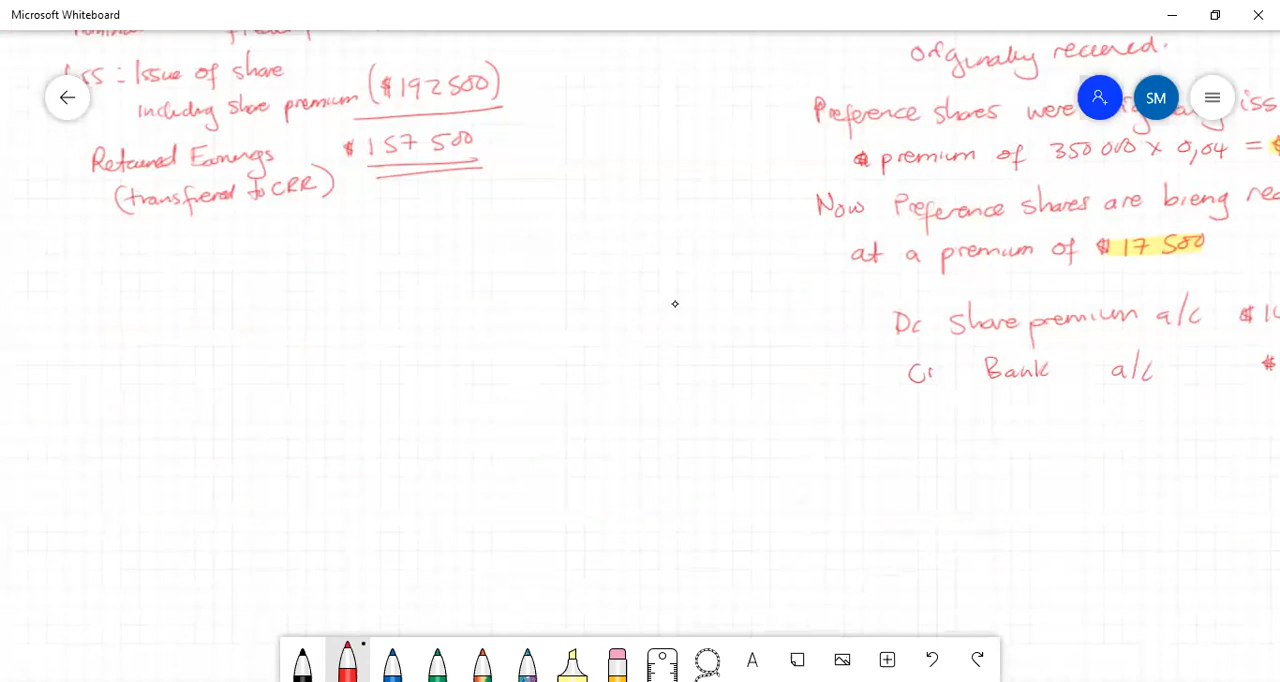 Microsoft Whiteboard
: Issue of share
including share premium ($192 500)
$157 500
Retained Earnings
(transfered to CRR)
originally received.
Preference shares were iss
premium of 350 000 × 0,04 =
Now Preference shares are bieng
at a premium of $17 500
Dr Share premium a/c $1
Cr Bank a/c $
SM
A